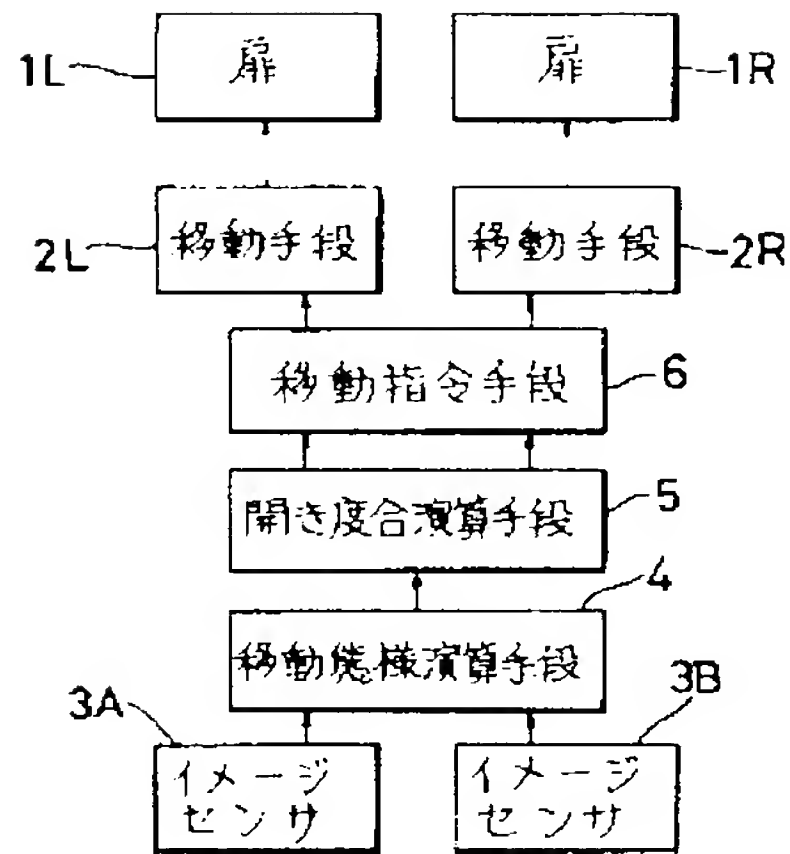 1L 扉 扉 1R
2L 移動手段 移動手段 2R
移動指令手段 6
開き度合演算手段 5
4
移動態様演算手段
3A 3B
イメージ イメージ
センサ センサ